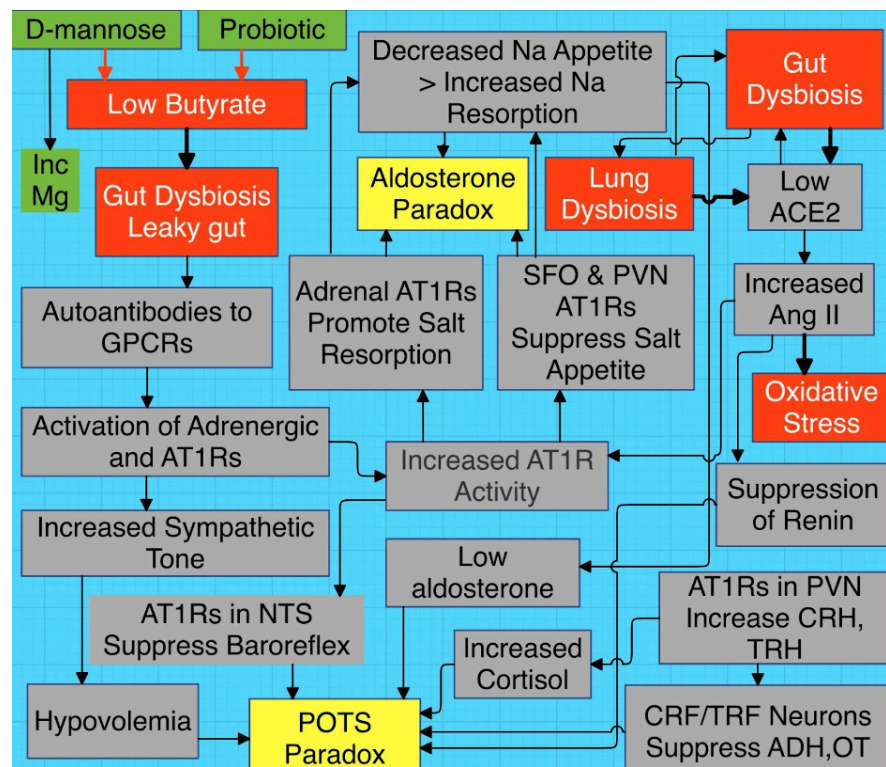 D-mannose
Probiotic
Decreased Na Appetite
> Increased Na
Resorption
Gut
Dysbiosis
Low Butyrate
Inc
Mg
Gut Dysbiosis
Leaky gut
Aldosterone
Paradox
Lung
Dysbiosis
Low
ACE2
Autoantibodies to
GPCRs
Adrenal AT1Rs
Promote Salt
Resorption
SFO & PVN
AT1Rs
Suppress Salt
Appetite
Increased
Ang II
Oxidative
Stress
Activation of Adrenergic
and AT1Rs
Increased AT1R
Activity
Suppression
of Renin
Increased Sympathetic
Tone
Low
aldosterone
AT1Rs in PVN
Increase CRH,
TRH
AT1Rs in NTS
Suppress Baroreflex
Increased
Cortisol
Hypovolemia
POTS
Paradox
CRF/TRF Neurons
Suppress ADH,OT